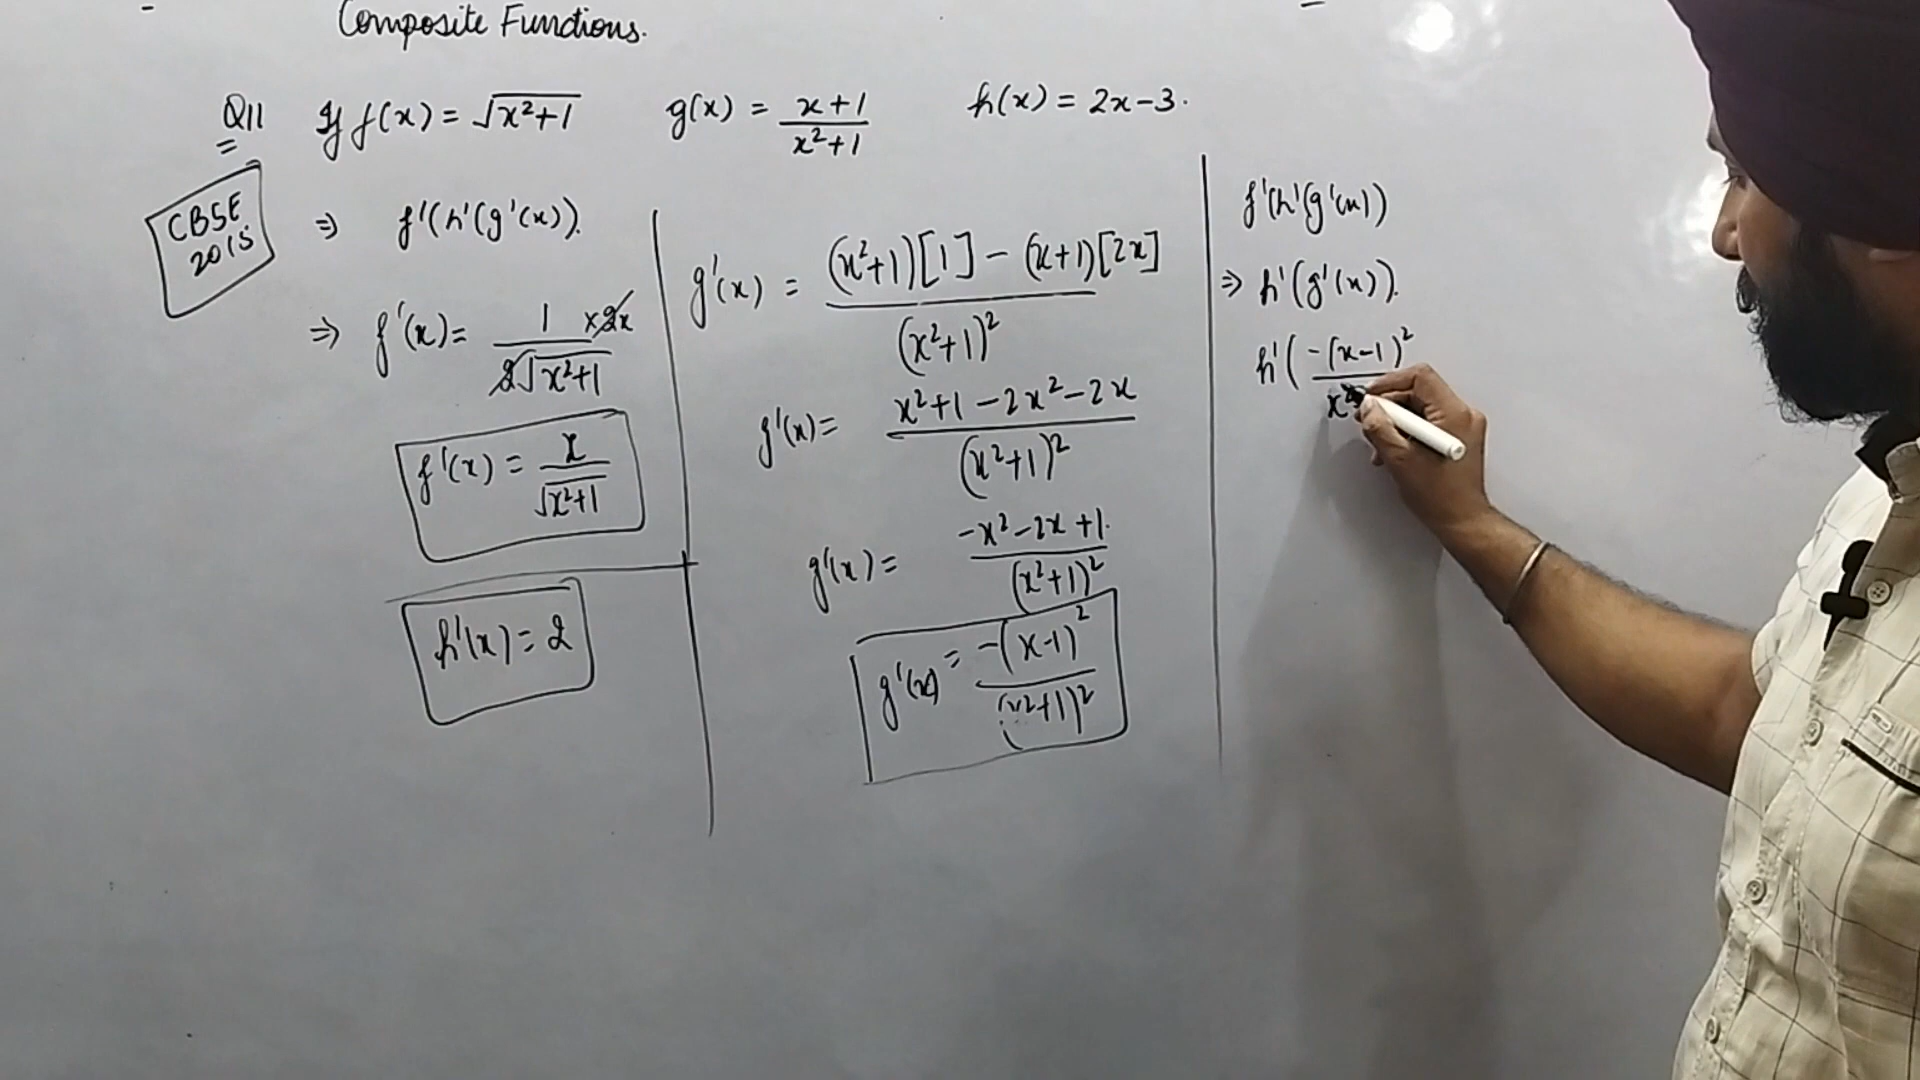 Composite Functions.
Q11 If f(x) = √(x²+1) g(x) = (x+1)/(x²+1) h(x) = 2x-3.
CBSE
2015
⇒ f'(h'(g'(x)).
⇒ f'(x) = 1/(2√(x²+1)) × 2x
f'(x) = x/√(x²+1)
h'(x) = 2
g'(x) = ((x²+1)[1] - (x+1)[2x])/(x²+1)²
g'(x) = (x²+1-2x²-2x)/(x²+1)²
g'(x) = (-x²-2x+1)/(x²+1)²
g'(x) = -(x-1)²/(x²+1)²
f'(h'(g'(x))
⇒ h'(g'(x)).
h'(-(x-1)²/x²